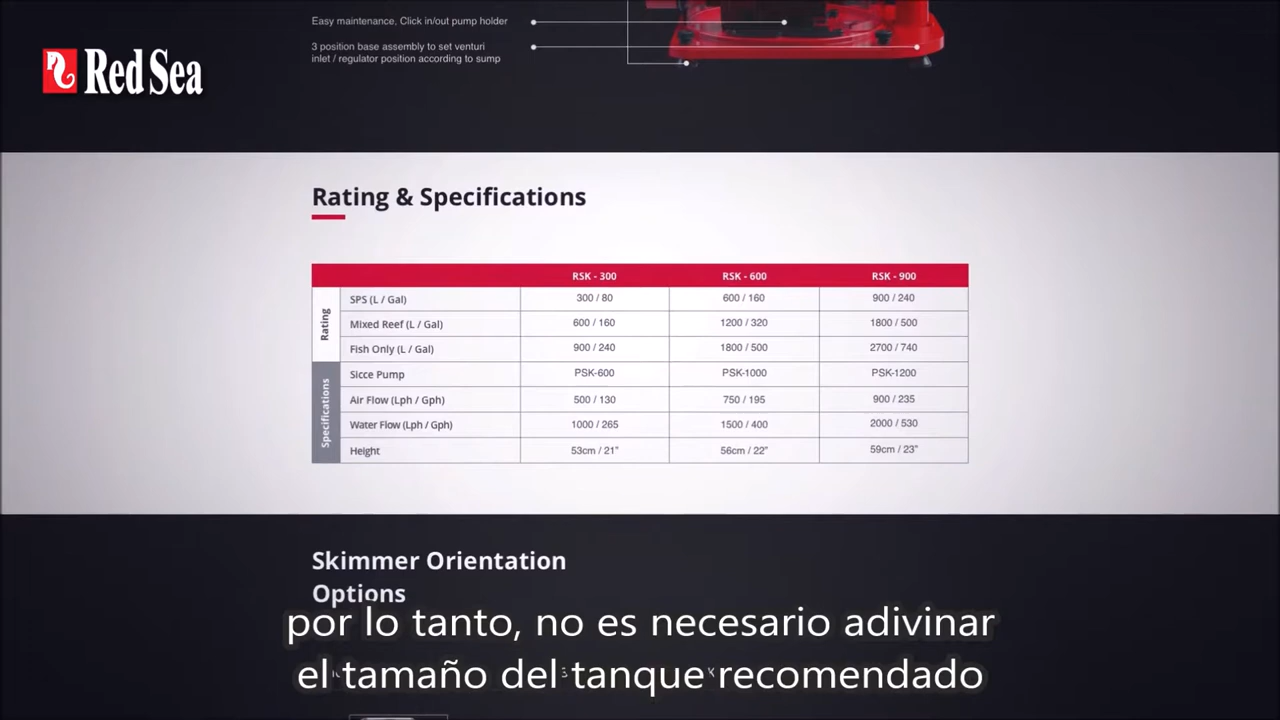 Easy maintenance, Click in/out pump holder
3 position base assembly to set venturi
inlet / regulator position according to sump
Red Sea
Rating & Specifications
RSK - 300 RSK - 600 RSK - 900
Rating
SPS (L / Gal) 300 / 80 600 / 160 900 / 240
Mixed Reef (L / Gal) 600 / 160 1200 / 320 1800 / 500
Fish Only (L / Gal) 900 / 240 1800 / 500 2700 / 740
Specifications
Sicce Pump PSK-600 PSK-1000 PSK-1200
Air Flow (Lph / Gph) 500 / 130 750 / 195 900 / 235
Water Flow (Lph / Gph) 1000 / 265 1500 / 400 2000 / 530
Height 53cm / 21" 56cm / 22" 59cm / 23"
Skimmer Orientation
Options
por lo tanto, no es necesario adivinar
el tamaño del tanque recomendado